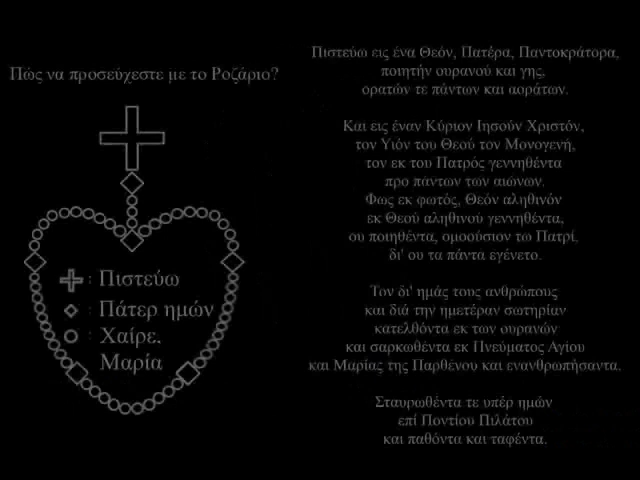 Πώς να προσεύχεστε με το Ροζάριο?
: Πιστεύω
: Πάτερ ημών
: Χαίρε.
Μαρία
Πιστεύω εις ένα Θεόν, Πατέρα, Παντοκράτορα,
ποιητήν ουρανού και γης,
ορατών τε πάντων και αοράτων.
Και εις έναν Κύριον Ιησούν Χριστόν,
τον Υιόν του Θεού τον Μονογενή,
τον εκ του Πατρός γεννηθέντα
προ πάντων των αιώνων.
Φως εκ φωτός, Θεόν αληθινόν
εκ Θεού αληθινού γεννηθέντα,
ου ποιηθέντα, ομοούσιον τω Πατρί,
δι' ου τα πάντα εγένετο.
Τον δι' ημάς τους ανθρώπους
και διά την ημετέραν σωτηρίαν
κατελθόντα εκ των ουρανών
και σαρκωθέντα εκ Πνεύματος Αγίου
και Μαρίας της Παρθένου και ενανθρωπήσαντα.
Σταυρωθέντα τε υπέρ ημών
επί Ποντίου Πιλάτου
και παθόντα και ταφέντα.